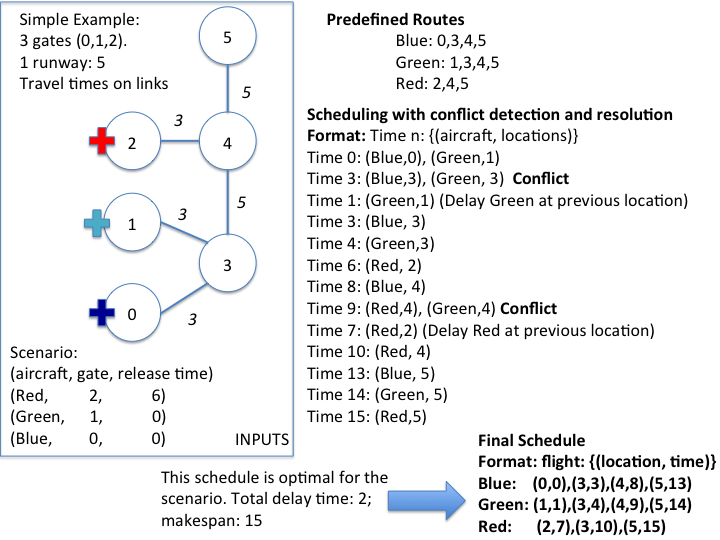 Simple Example:
3 gates (0,1,2).
1 runway: 5
Travel times on links
5
5
3
2
4
3
5
1
3
0
3
Scenario:
(aircraft, gate, release time)
(Red, 2, 6)
(Green, 1, 0)
(Blue, 0, 0)
INPUTS
Predefined Routes
Blue: 0,3,4,5
Green: 1,3,4,5
Red: 2,4,5
Scheduling with conflict detection and resolution
Format: Time n: {(aircraft, locations)}
Time 0: (Blue,0), (Green,1)
Time 3: (Blue,3), (Green, 3) Conflict
Time 1: (Green,1) (Delay Green at previous location)
Time 3: (Blue, 3)
Time 4: (Green,3)
Time 6: (Red, 2)
Time 8: (Blue, 4)
Time 9: (Red,4), (Green,4) Conflict
Time 7: (Red,2) (Delay Red at previous location)
Time 10: (Red, 4)
Time 13: (Blue, 5)
Time 14: (Green, 5)
Time 15: (Red,5)
This schedule is optimal for the
scenario. Total delay time: 2;
makespan: 15
Final Schedule
Format: flight: {(location, time)}
Blue: (0,0),(3,3),(4,8),(5,13)
Green: (1,1),(3,4),(4,9),(5,14)
Red: (2,7),(3,10),(5,15)